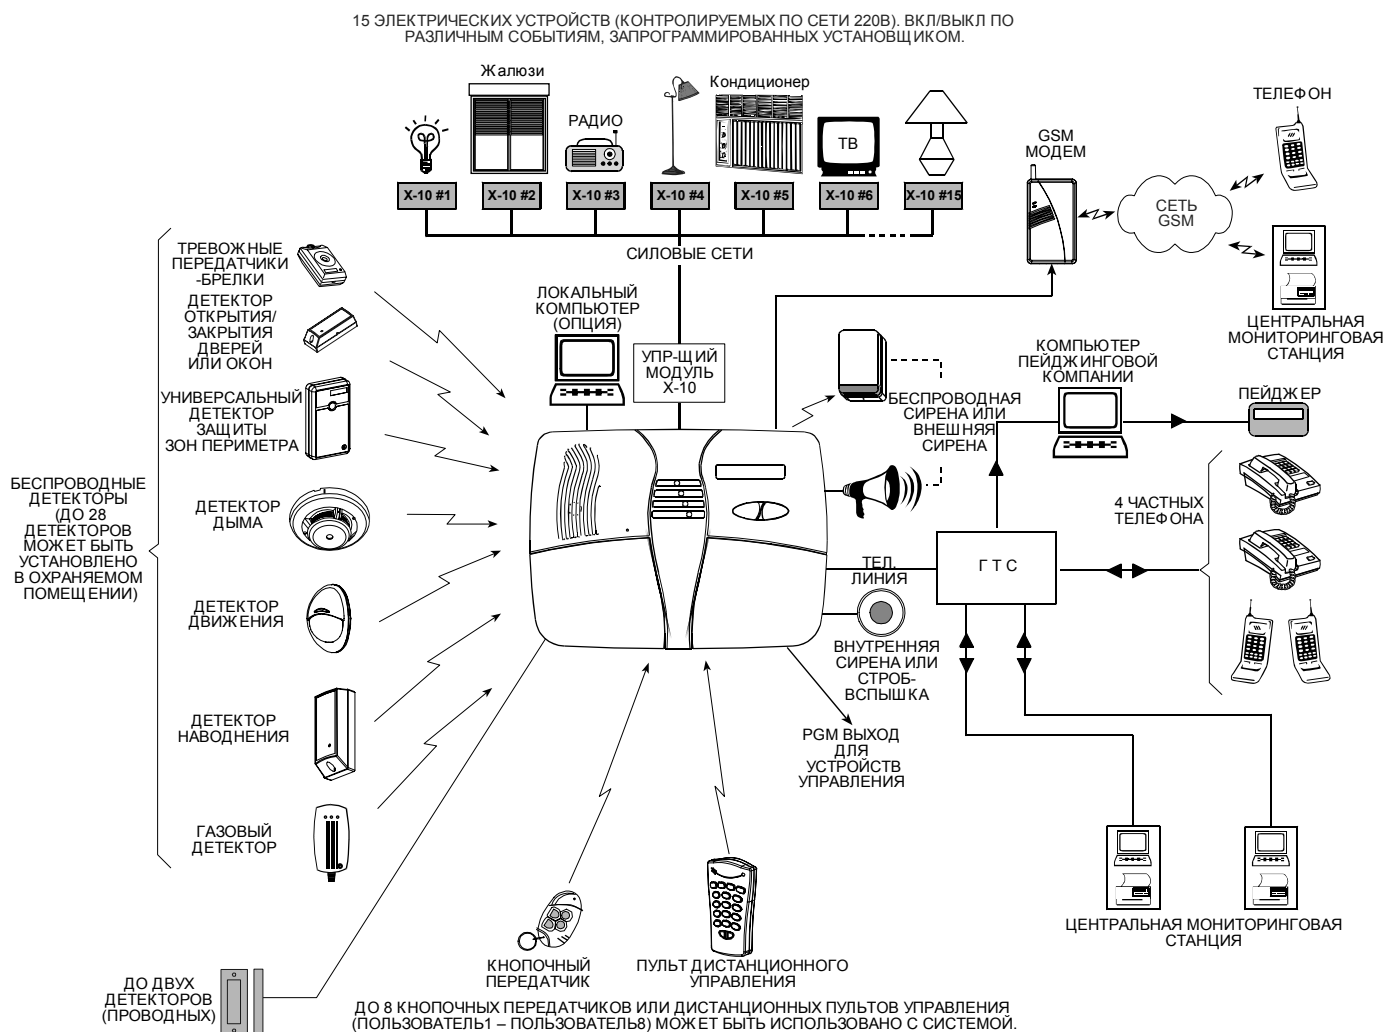 15 ЭЛЕКТРИЧЕСКИХ УСТРОЙСТВ (КОНТРОЛИРУЕМЫХ ПО СЕТИ 220В). ВКЛ/ВЫКЛ ПО
РАЗЛИЧНЫМ СОБЫТИЯМ, ЗАПРОГРАММИРОВАННЫХ УСТАНОВЩИКОМ.
Жалюзи
РАДИО
Кондиционер
ТВ
X-10 #1
X-10 #2
X-10 #3
X-10 #4
X-10 #5
X-10 #6
X-10 #15
СИЛОВЫЕ СЕТИ
GSM
МОДЕМ
СЕТЬ
GSM
ТЕЛЕФОН
ЦЕНТРАЛЬНАЯ
МОНИТОРИНГОВАЯ
СТАНЦИЯ
ТРЕВОЖНЫЕ
ПЕРЕДАТЧИКИ
-БРЕЛКИ
ДЕТЕКТОР
ОТКРЫТИЯ/
ЗАКРЫТИЯ
ДВЕРЕЙ
ИЛИ ОКОН
УНИВЕРСАЛЬНЫЙ
ДЕТЕКТОР
ЗАЩИТЫ
ЗОН ПЕРИМЕТРА
БЕСПРОВОДНЫЕ
ДЕТЕКТОРЫ
(ДО 28
ДЕТЕКТОРОВ
МОЖЕТ БЫТЬ
УСТАНОВЛЕНО
В ОХРАНЯЕМОМ
ПОМЕЩЕНИИ)
ДЕТЕКТОР
ДЫМА
ДЕТЕКТОР
ДВИЖЕНИЯ
ДЕТЕКТОР
НАВОДНЕНИЯ
ГАЗОВЫЙ
ДЕТЕКТОР
ДО ДВУХ
ДЕТЕКТОРОВ
(ПРОВОДНЫХ)
ЛОКАЛЬНЫЙ
КОМПЬЮТЕР
(ОПЦИЯ)
УПР-ЩИЙ
МОДУЛЬ
X-10
БЕСПРОВОДНАЯ
СИРЕНА ИЛИ
ВНЕШНЯЯ
СИРЕНА
КОМПЬЮТЕР
ПЕЙДЖИНГОВОЙ
КОМПАНИИ
ПЕЙДЖЕР
4 ЧАСТНЫХ
ТЕЛЕФОНА
ГТС
ТЕЛ.
ЛИНИЯ
ВНУТРЕННЯЯ
СИРЕНА ИЛИ
СТРОБ-
ВСПЫШКА
PGM ВЫХОД
ДЛЯ
УСТРОЙСТВ
УПРАВЛЕНИЯ
ЦЕНТРАЛЬНАЯ МОНИТОРИНГОВАЯ
СТАНЦИЯ
КНОПОЧНЫЙ
ПЕРЕДАТЧИК
ПУЛЬТ ДИСТАНЦИОННОГО
УПРАВЛЕНИЯ
ДО 8 КНОПОЧНЫХ ПЕРЕДАТЧИКОВ ИЛИ ДИСТАНЦИОННЫХ ПУЛЬТОВ УПРАВЛЕНИЯ
(ПОЛЬЗОВАТЕЛЬ1 – ПОЛЬЗОВАТЕЛЬ8) МОЖЕТ БЫТЬ ИСПОЛЬЗОВАНО С СИСТЕМОЙ.